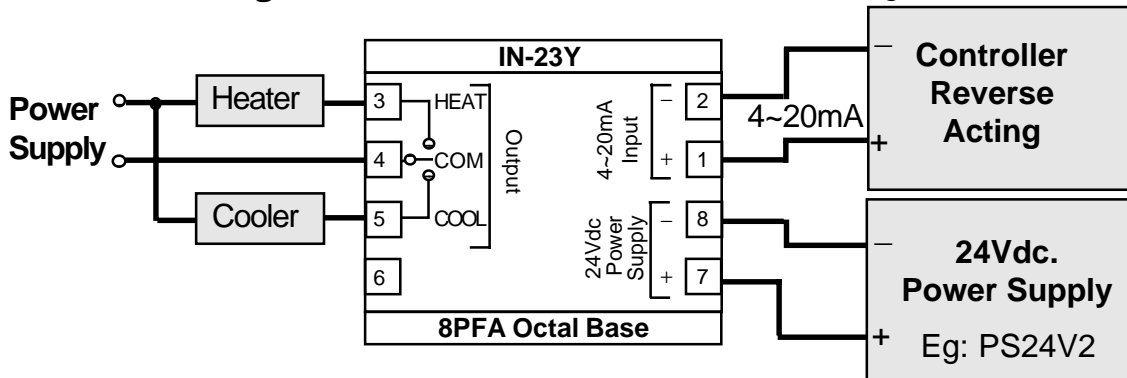 IN-23Y
Power
Supply
Heater
Cooler
3
HEAT
4
COM
5
COOL
6
Output
4~20mA
Input
−
2
+
1
24Vdc
Power
Supply
−
8
+
7
8PFA Octal Base
4~20mA
−
Controller
Reverse
Acting
+
−
24Vdc.
Power Supply
+
Eg: PS24V2